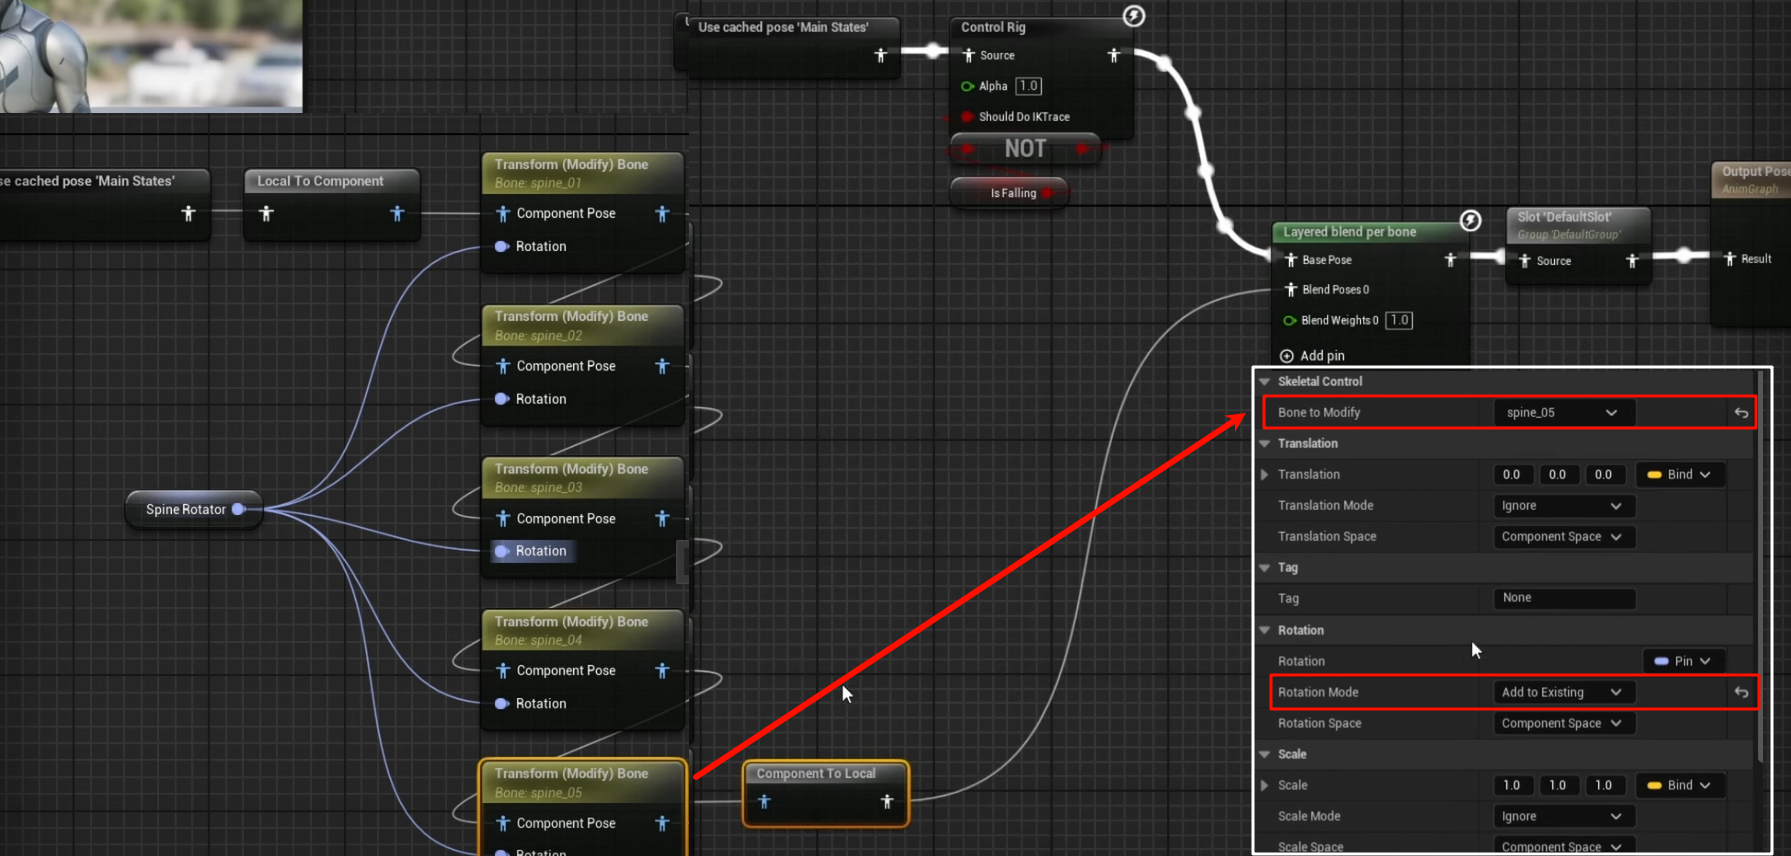 Use cached pose 'Main States'
Control Rig
Source
Alpha 1.0
Should Do IKTrace
NOT
Is Falling
se cached pose 'Main States'
Local To Component
Transform (Modify) Bone
Bone: spine_01
Component Pose
Rotation
Transform (Modify) Bone
Bone: spine_02
Component Pose
Rotation
Transform (Modify) Bone
Bone: spine_03
Component Pose
Rotation
Spine Rotator
Transform (Modify) Bone
Bone: spine_04
Component Pose
Rotation
Transform (Modify) Bone
Bone: spine_05
Component Pose
Rotation
Component To Local
Layered blend per bone
Base Pose
Blend Poses 0
Blend Weights 0 1.0
Add pin
Slot 'DefaultSlot'
Group 'DefaultGroup'
Source
Output Pose
AnimGraph
Result
Skeletal Control
Bone to Modify spine_05
Translation
Translation 0.0 0.0 0.0 Bind
Translation Mode Ignore
Translation Space Component Space
Tag
Tag None
Rotation
Rotation Pin
Rotation Mode Add to Existing
Rotation Space Component Space
Scale
Scale 1.0 1.0 1.0 Bind
Scale Mode Ignore
Scale Space Component Space